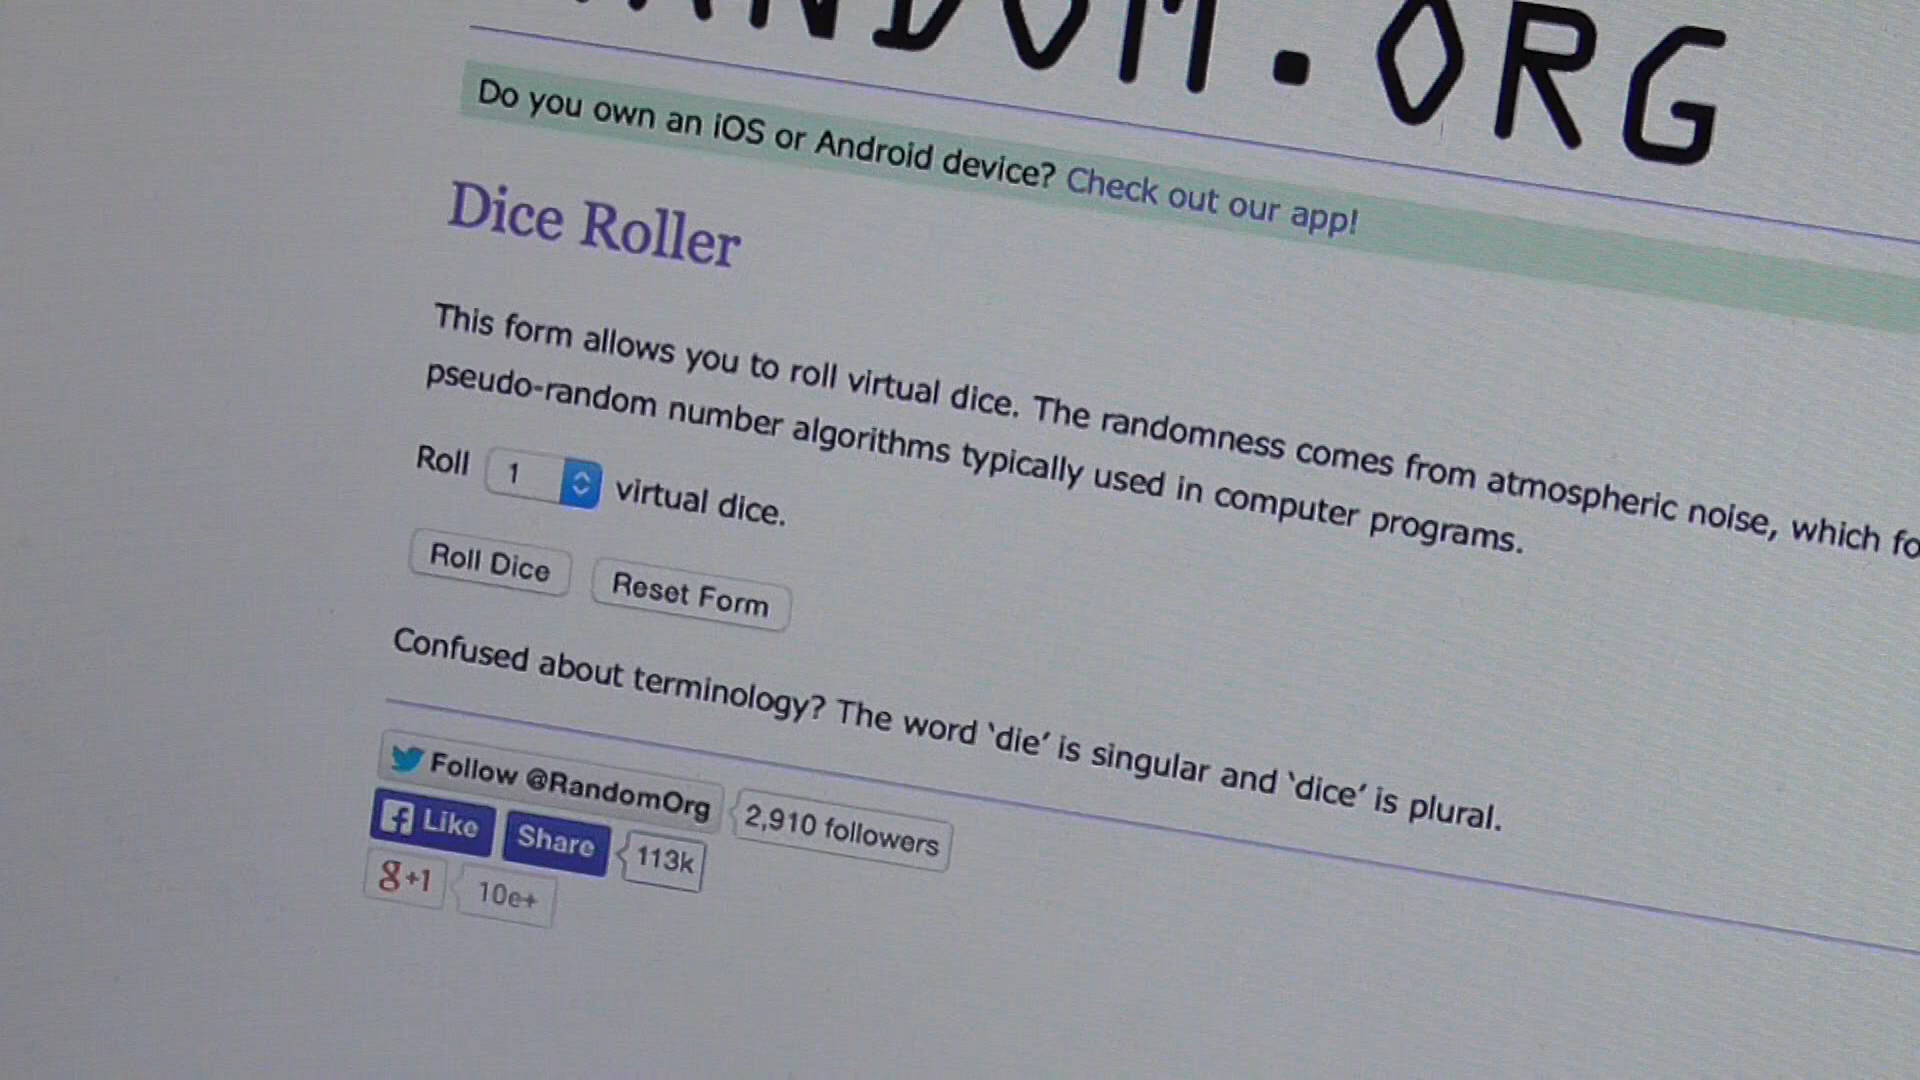 RANDOM.ORG
Do you own an iOS or Android device? Check out our app!
Dice Roller
This form allows you to roll virtual dice. The randomness comes from atmospheric noise, which fo
pseudo-random number algorithms typically used in computer programs.
Roll 1 virtual dice.
Roll Dice Reset Form
Confused about terminology? The word ‘die’ is singular and ‘dice’ is plural.
Follow @RandomOrg 2,910 followers
f Like Share 113k
g+1 10e+